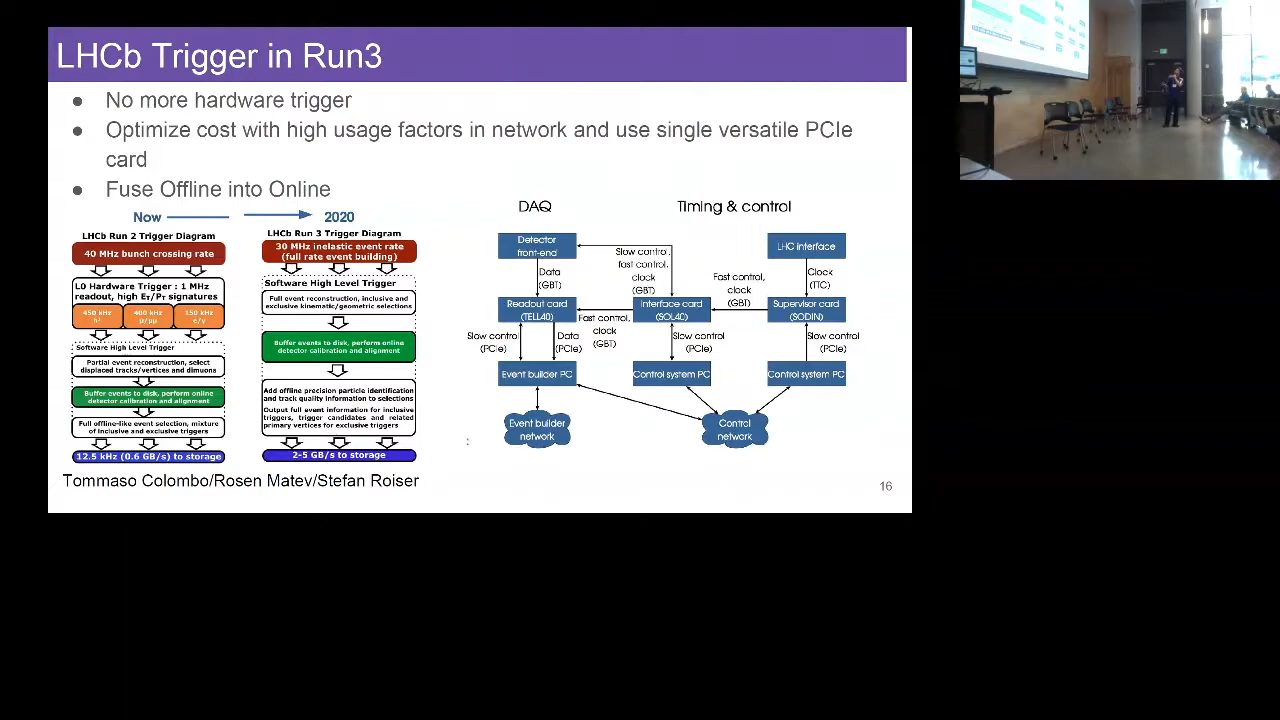 LHCb Trigger in Run3
● No more hardware trigger
● Optimize cost with high usage factors in network and use single versatile PCIe
card
● Fuse Offline into Online
Now
2020
LHCb Run 2 Trigger Diagram
40 MHz bunch crossing rate
L0 Hardware Trigger : 1 MHz
readout, high ET/PT signatures
450 kHz
h±
400 kHz
μ/μμ
150 kHz
e/γ
Software High Level Trigger
Partial event reconstruction, select
displaced tracks/vertices and dimuons
Buffer events to disk, perform online
detector calibration and alignment
Full offline-like event selection, mixture
of inclusive and exclusive triggers
12.5 kHz (0.6 GB/s) to storage
LHCb Run 3 Trigger Diagram
30 MHz inelastic event rate
(full rate event building)
Software High Level Trigger
Full event reconstruction, inclusive and
exclusive kinematic/geometric selections
Buffer events to disk, perform online
detector calibration and alignment
Add offline precision particle identification
and track quality information to selections
Output full event information for inclusive
triggers, trigger candidates and related
primary vertices for exclusive triggers
2-5 GB/s to storage
DAQ
Timing & control
Detector
front-end
LHC interface
Slow control,
fast control,
clock
(GBT)
Data
(GBT)
Fast control,
clock
(GBT)
Clock
(TTC)
Readout card
(TELL40)
Interface card
(SOL40)
Supervisor card
(SODIN)
Fast control,
clock
(GBT)
Slow control
(PCIe)
Data
(PCIe)
Slow control
(PCIe)
Slow control
(PCIe)
Event builder PC
Control system PC
Control system PC
Event builder
network
Control
network
:
Tommaso Colombo/Rosen Matev/Stefan Roiser
16